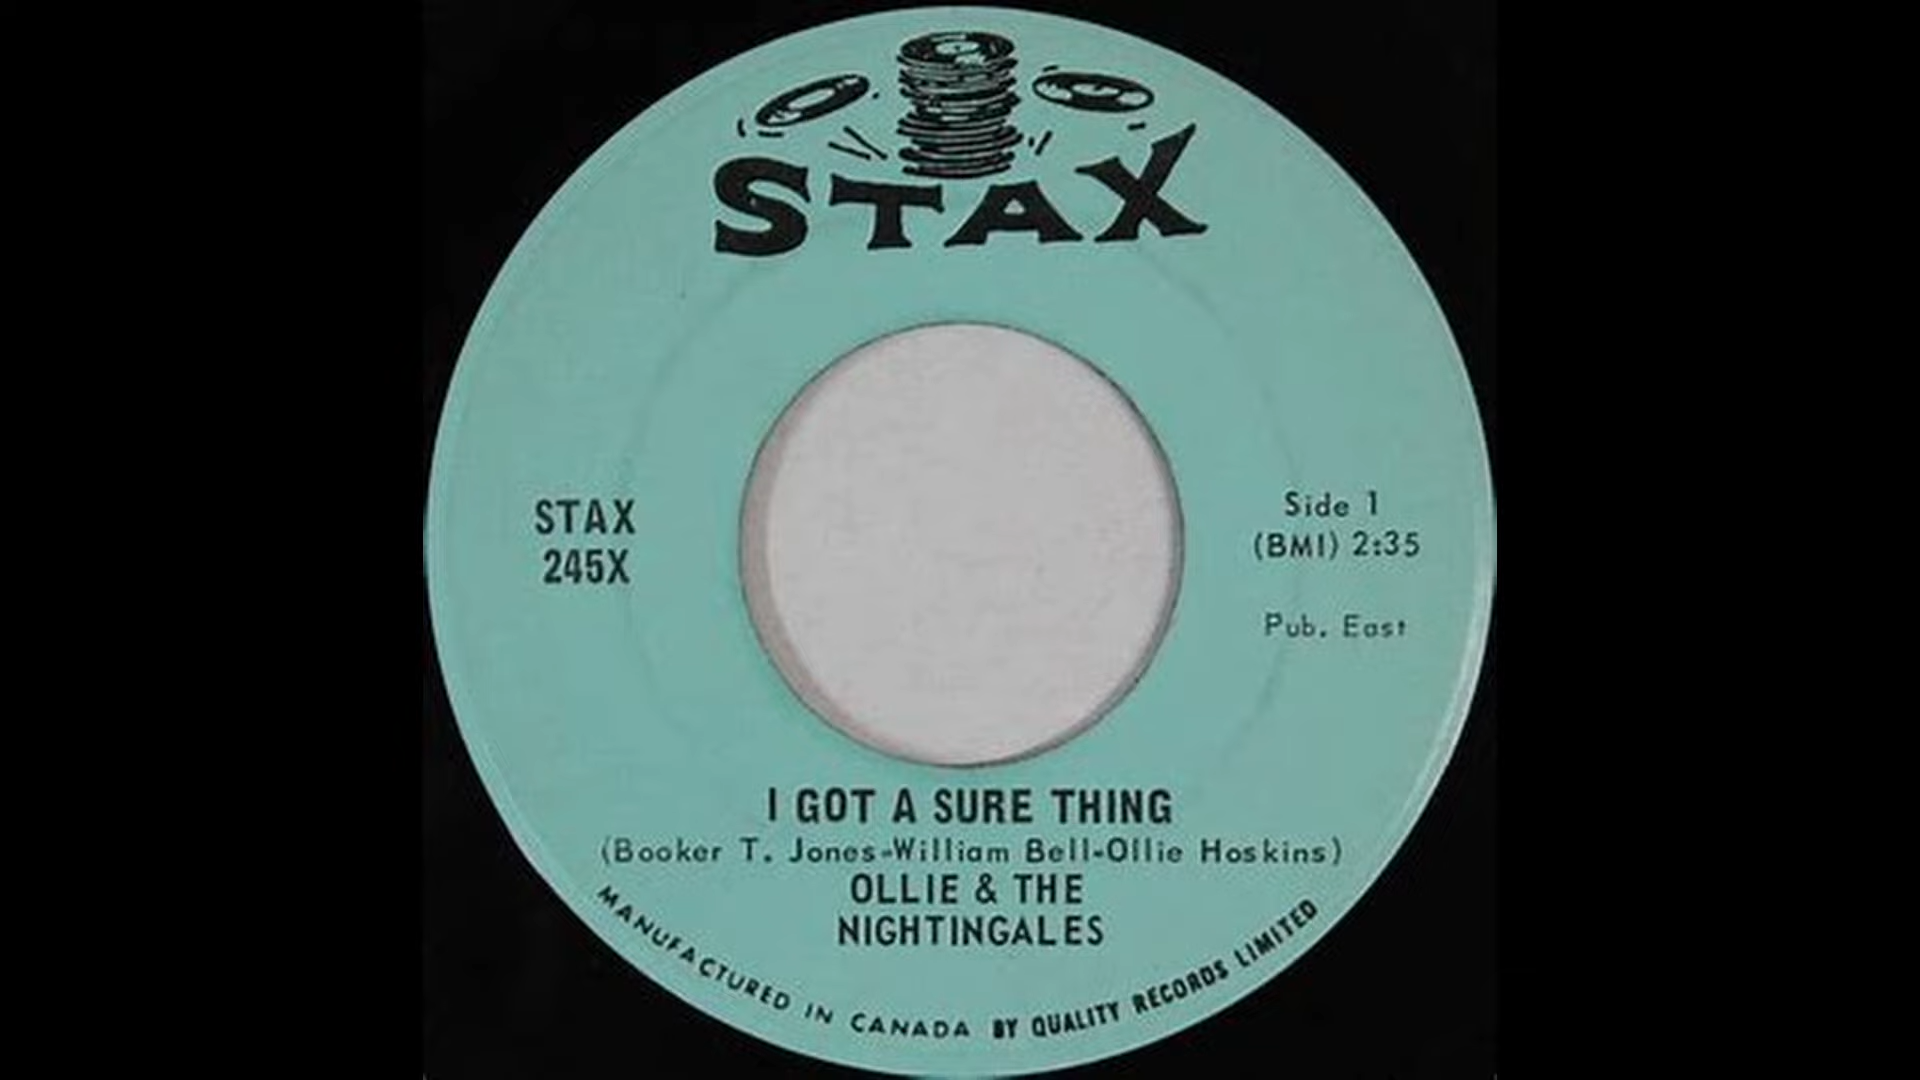 STAX
STAX
245X
Side 1
(BMI) 2:35
Pub. East
I GOT A SURE THING
(Booker T. Jones-William Bell-Ollie Hoskins)
OLLIE & THE
NIGHTINGALES
MANUFACTURED IN CANADA BY QUALITY RECORDS LIMITED